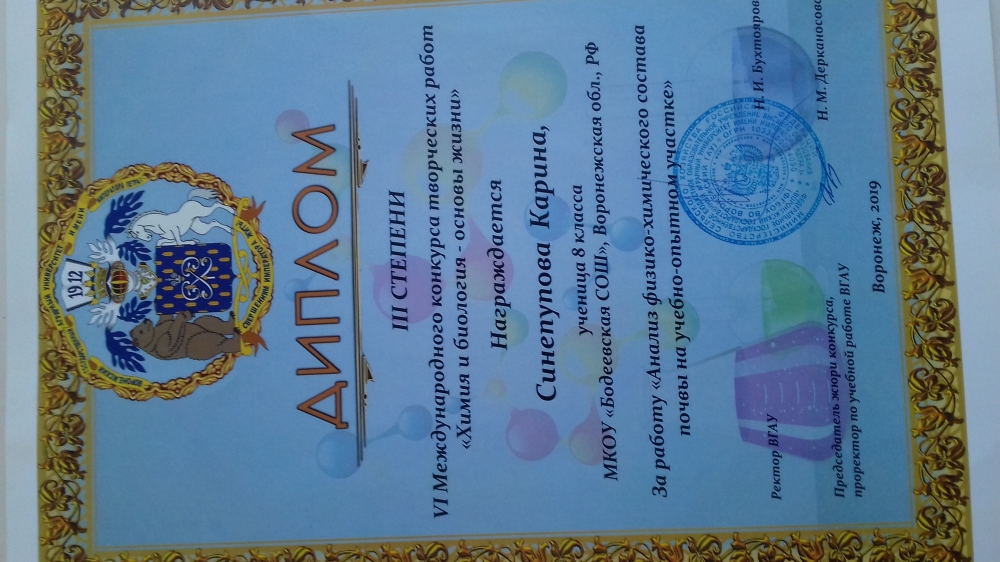 1912
ДИПЛОМ
III СТЕПЕНИ
VI Международного конкурса творческих работ
«Химия и биология - основы жизни»
Награждается
Синепупова Карина,
ученица 8 класса
МКОУ «Бодеевская СОШ», Воронежская обл., РФ
За работу «Анализ физико-химического состава
почвы на учебно-опытном участке»
Ректор ВГАУ Н. И. Бухтояров
Председатель жюри конкурса,
проректор по учебной работе ВГАУ Н. М. Дерканосова
Воронеж, 2019